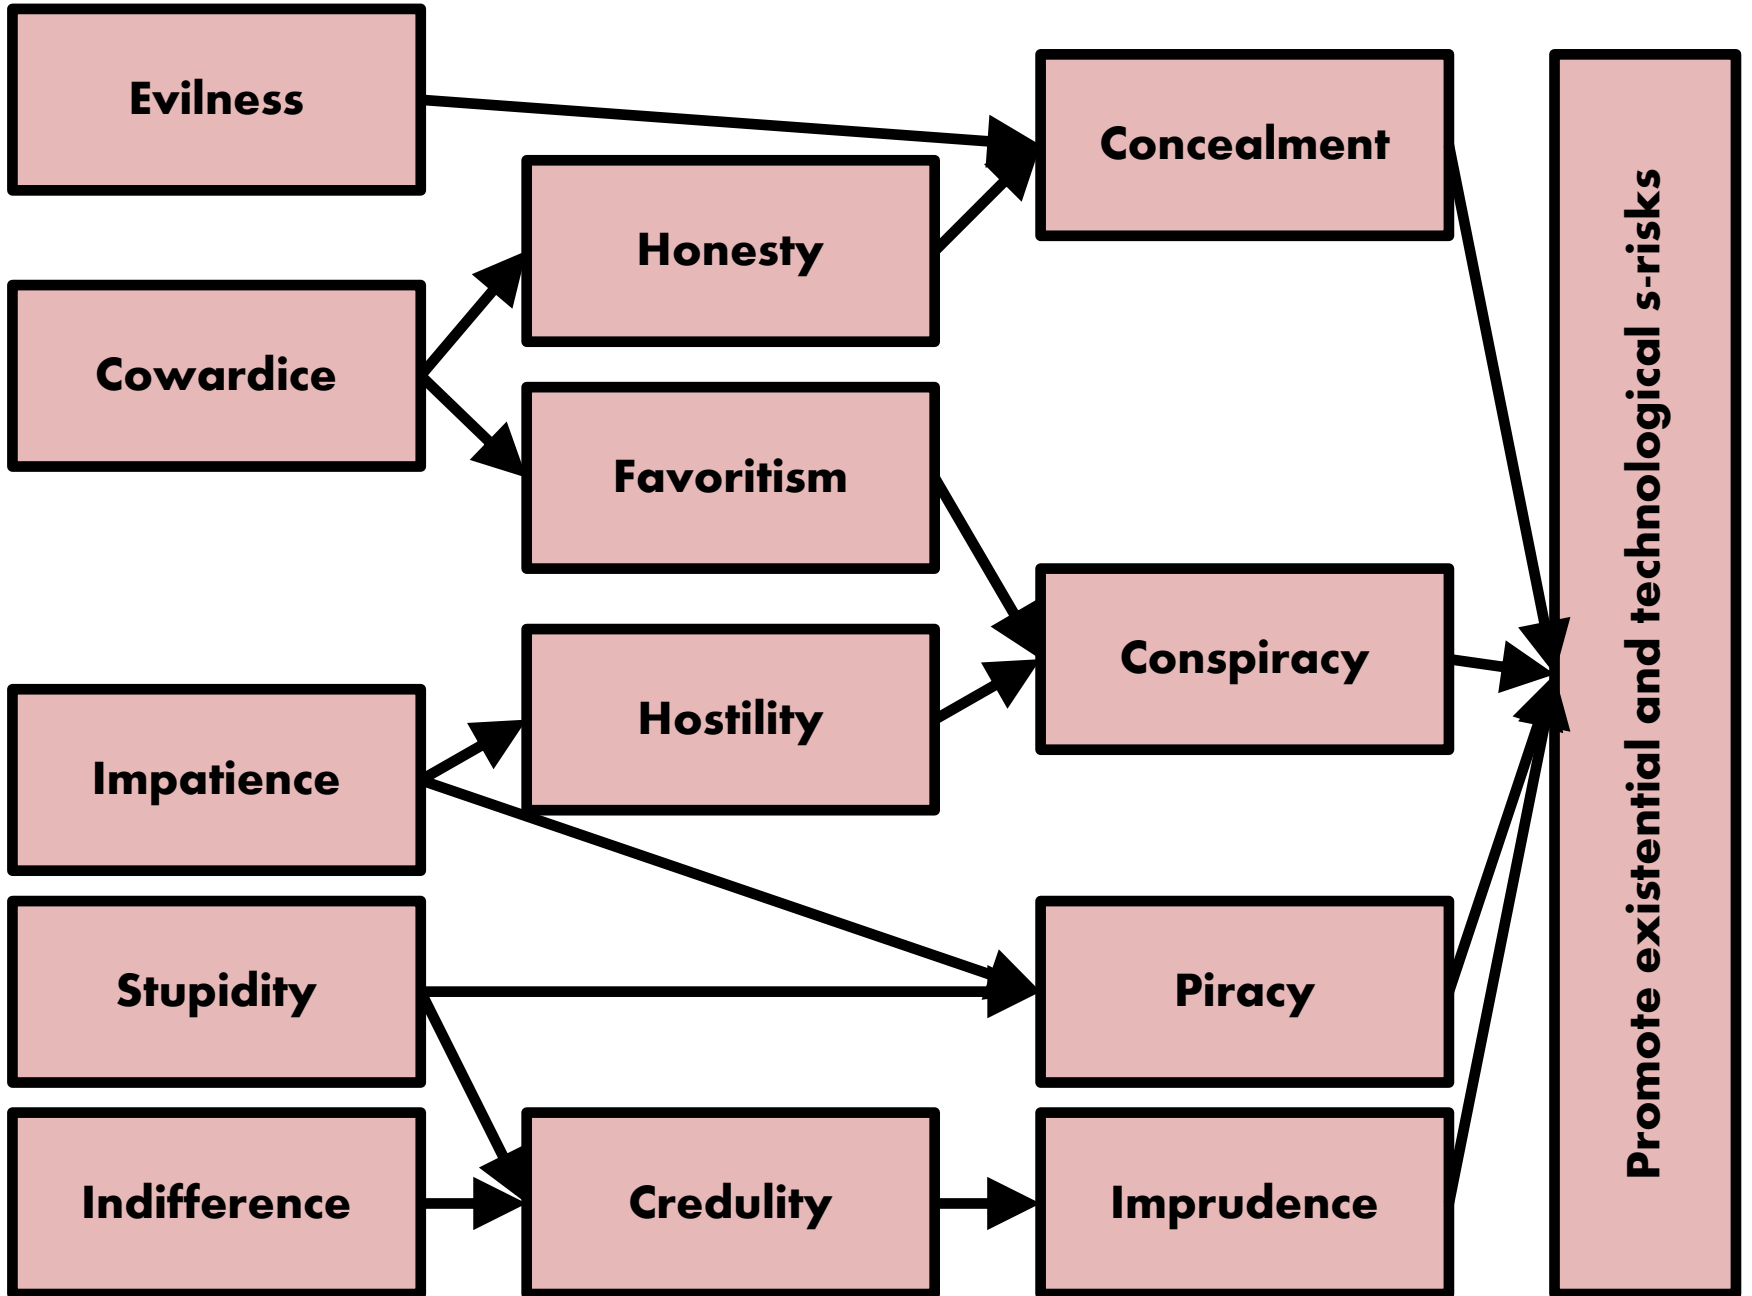 Evilness
Concealment
Honesty
Cowardice
Favoritism
Conspiracy
Hostility
Impatience
Stupidity
Piracy
Indifference
Credulity
Imprudence
Promote existential and technological s-risks